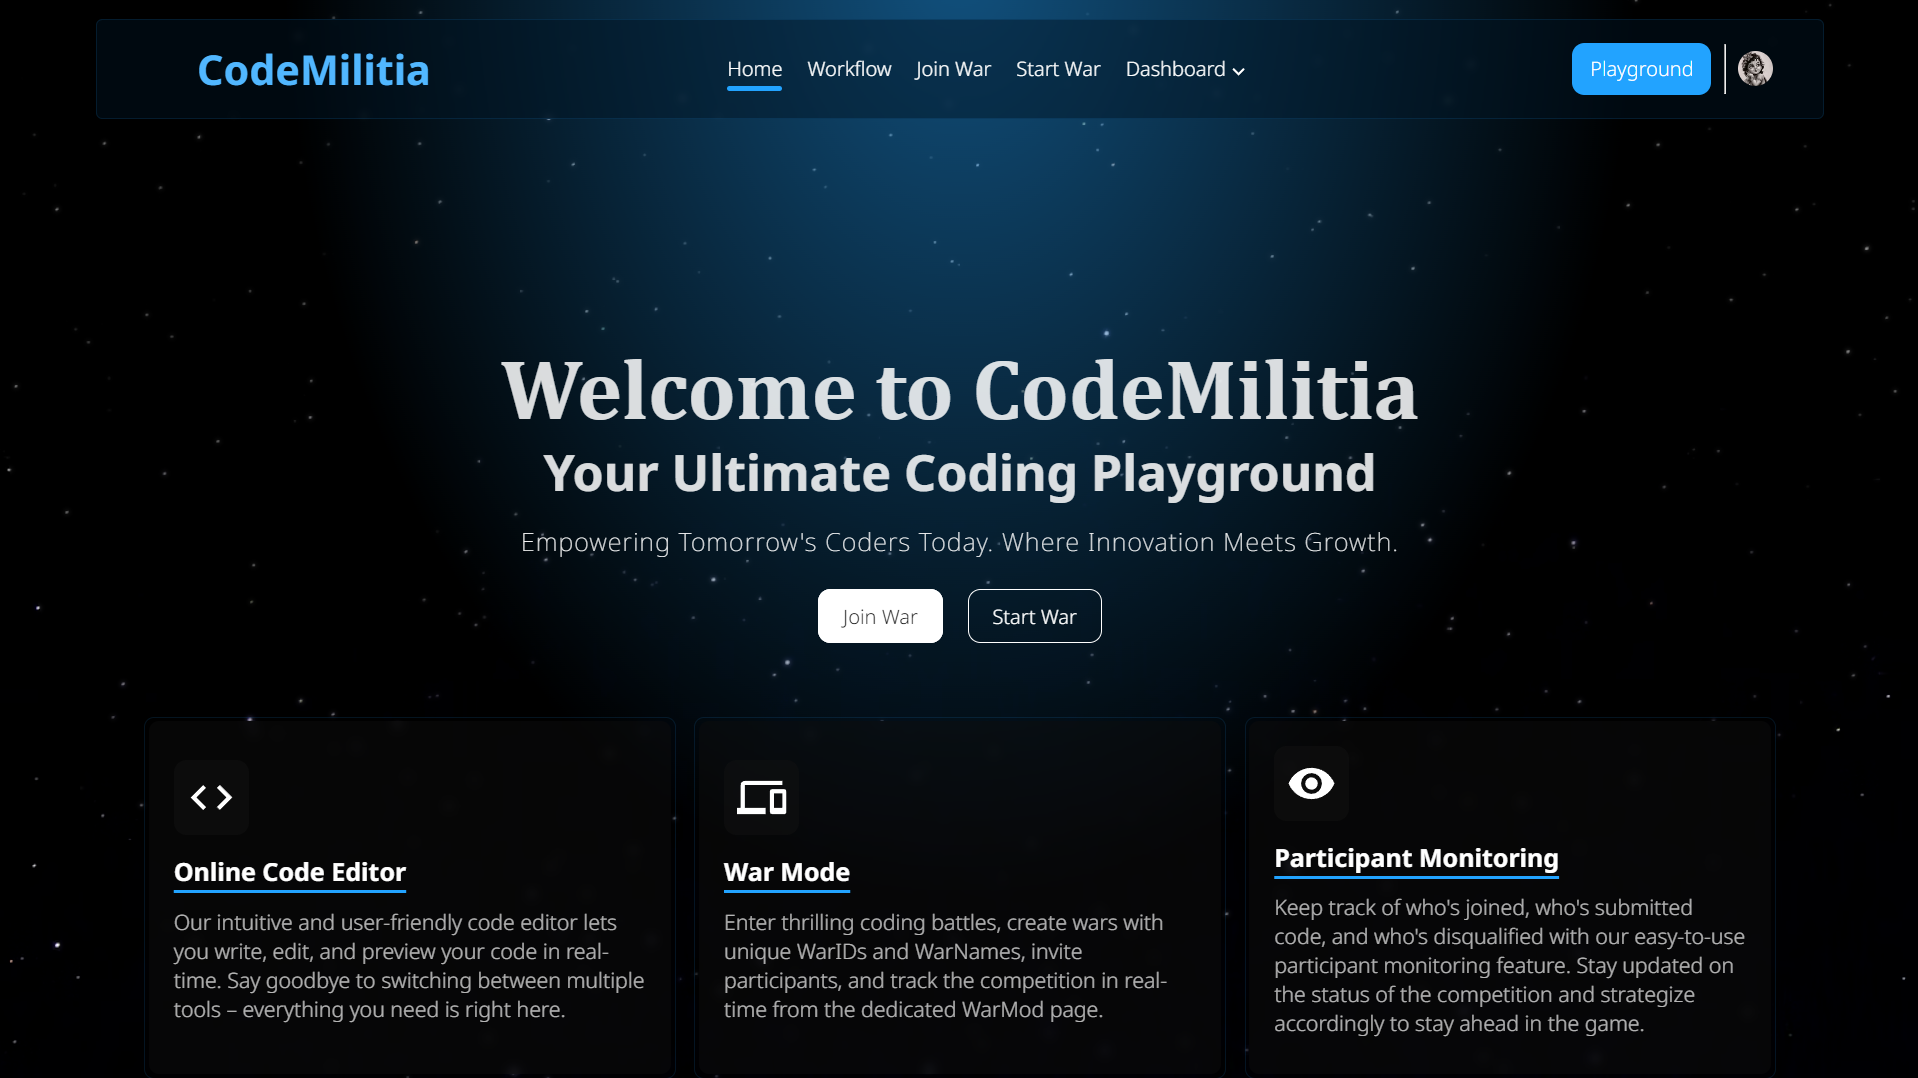 CodeMilitia
Home Workflow Join War Start War Dashboard
Playground
Welcome to CodeMilitia
Your Ultimate Coding Playground
Empowering Tomorrow's Coders Today. Where Innovation Meets Growth.
Join War
Start War
Online Code Editor
Our intuitive and user-friendly code editor lets
you write, edit, and preview your code in real-
time. Say goodbye to switching between multiple
tools – everything you need is right here.
War Mode
Enter thrilling coding battles, create wars with
unique WarIDs and WarNames, invite
participants, and track the competition in real-
time from the dedicated WarMod page.
Participant Monitoring
Keep track of who's joined, who's submitted
code, and who's disqualified with our easy-to-use
participant monitoring feature. Stay updated on
the status of the competition and strategize
accordingly to stay ahead in the game.